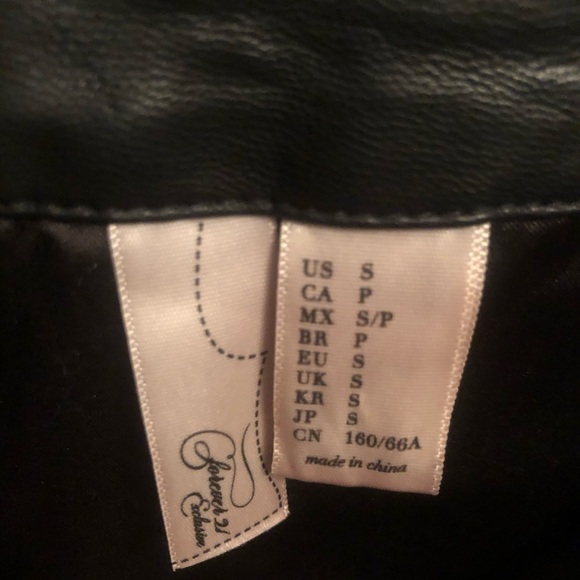 Forever 21
Exclusive
US S
CA P
MX S/P
BR P
EU S
UK S
KR S
JP S
CN 160/66A
made in china